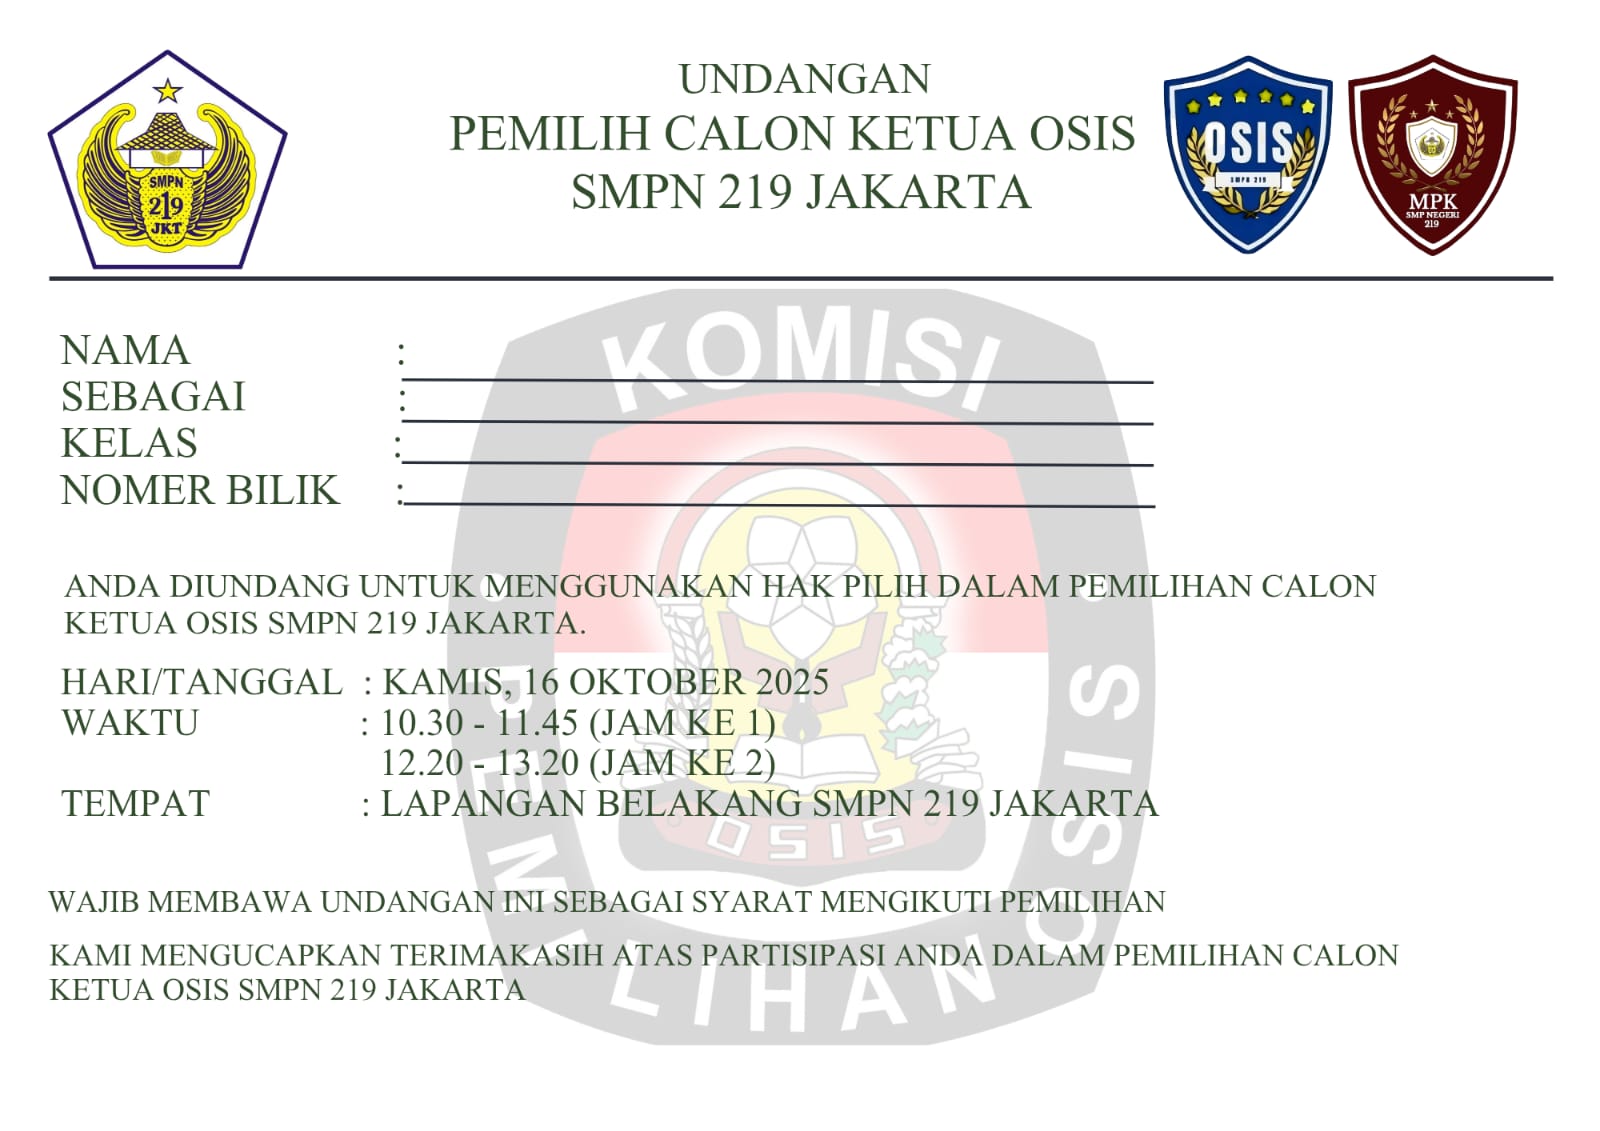 UNDANGAN
PEMILIH CALON KETUA OSIS
SMPN 219 JAKARTA
SMPN
219
JKT
OSIS
SMPN 219
MPK
SMP NEGERI
219
NAMA :
SEBAGAI :
KELAS :
NOMER BILIK :
ANDA DIUNDANG UNTUK MENGGUNAKAN HAK PILIH DALAM PEMILIHAN CALON
KETUA OSIS SMPN 219 JAKARTA.
HARI/TANGGAL : KAMIS, 16 OKTOBER 2025
WAKTU : 10.30 - 11.45 (JAM KE 1)
12.20 - 13.20 (JAM KE 2)
TEMPAT : LAPANGAN BELAKANG SMPN 219 JAKARTA
WAJIB MEMBAWA UNDANGAN INI SEBAGAI SYARAT MENGIKUTI PEMILIHAN
KAMI MENGUCAPKAN TERIMAKASIH ATAS PARTISIPASI ANDA DALAM PEMILIHAN CALON
KETUA OSIS SMPN 219 JAKARTA
KOMISI
PEMILIHAN OSIS
OSIS